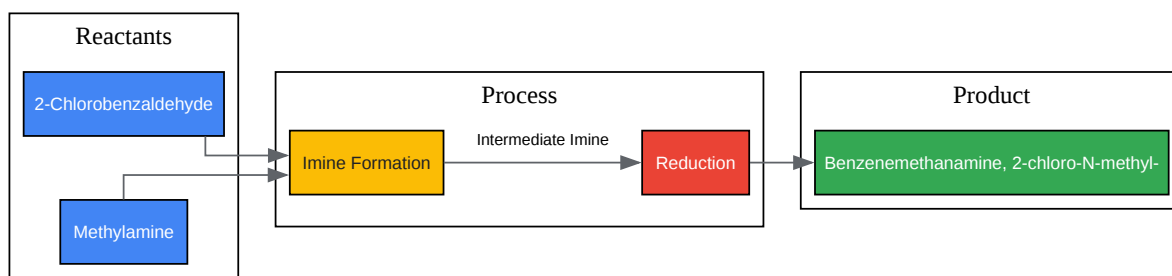 Reactants
2-Chlorobenzaldehyde
Methylamine
Process
Imine Formation
Intermediate Imine
Reduction
Product
Benzenemethanamine, 2-chloro-N-methyl-